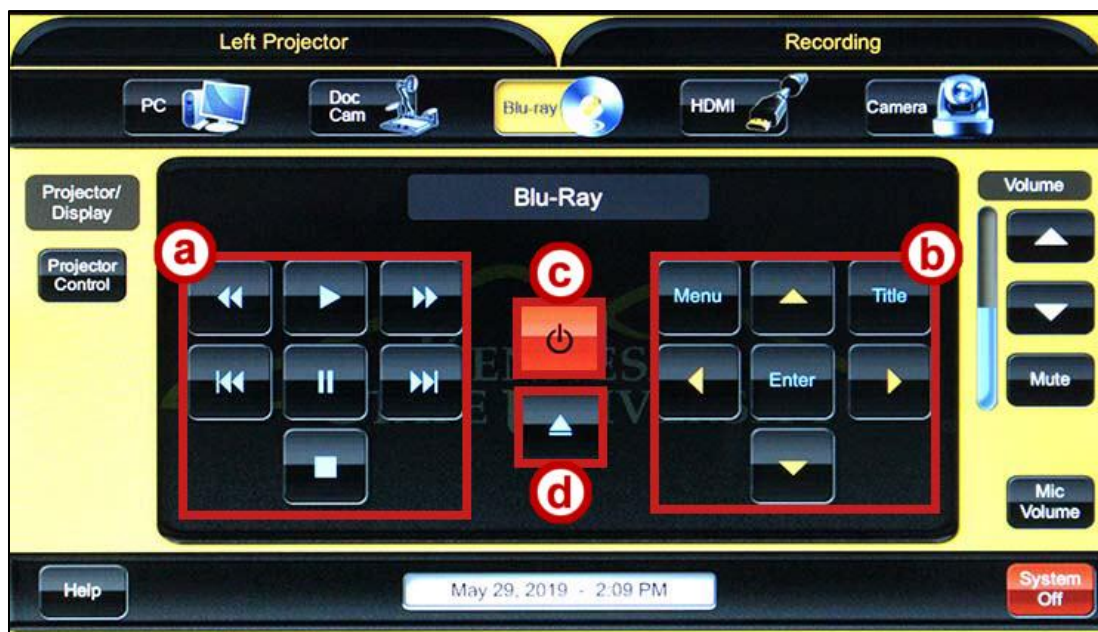 Left Projector
Recording
PC
Doc
Cam
Blu-ray
HDMI
Camera
Projector/
Display
Projector
Control
Blu-Ray
a
b
c
d
Menu
Title
Enter
Volume
Mute
Mic
Volume
Help
May 29, 2019 - 2:09 PM
System
Off